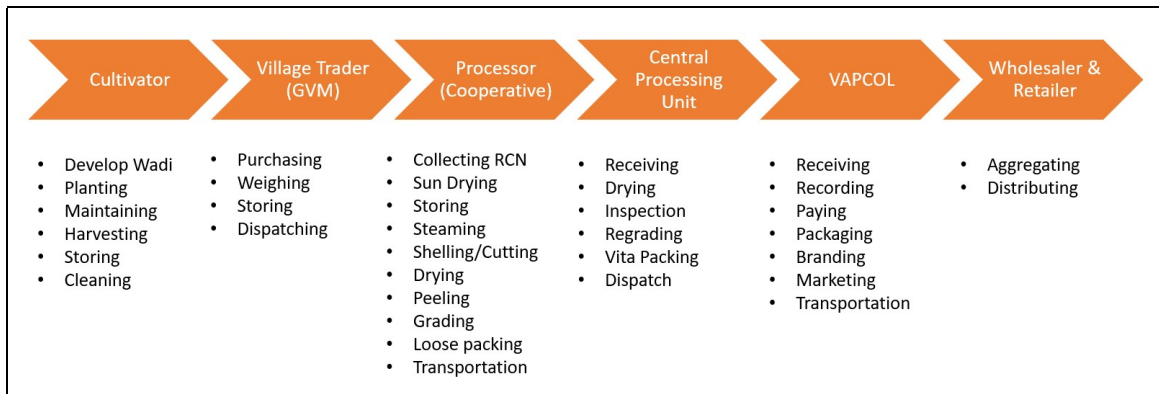 Cultivator
Village Trader
(GVM)
Processor
(Cooperative)
Central
Processing
Unit
VAPCOL
Wholesaler &
Retailer
• Develop Wadi
• Planting
• Maintaining
• Harvesting
• Storing
• Cleaning
• Purchasing
• Weighing
• Storing
• Dispatching
• Collecting RCN
• Sun Drying
• Storing
• Steaming
• Shelling/Cutting
• Drying
• Peeling
• Grading
• Loose packing
• Transportation
• Receiving
• Drying
• Inspection
• Regrading
• Vita Packing
• Dispatch
• Receiving
• Recording
• Paying
• Packaging
• Branding
• Marketing
• Transportation
• Aggregating
• Distributing